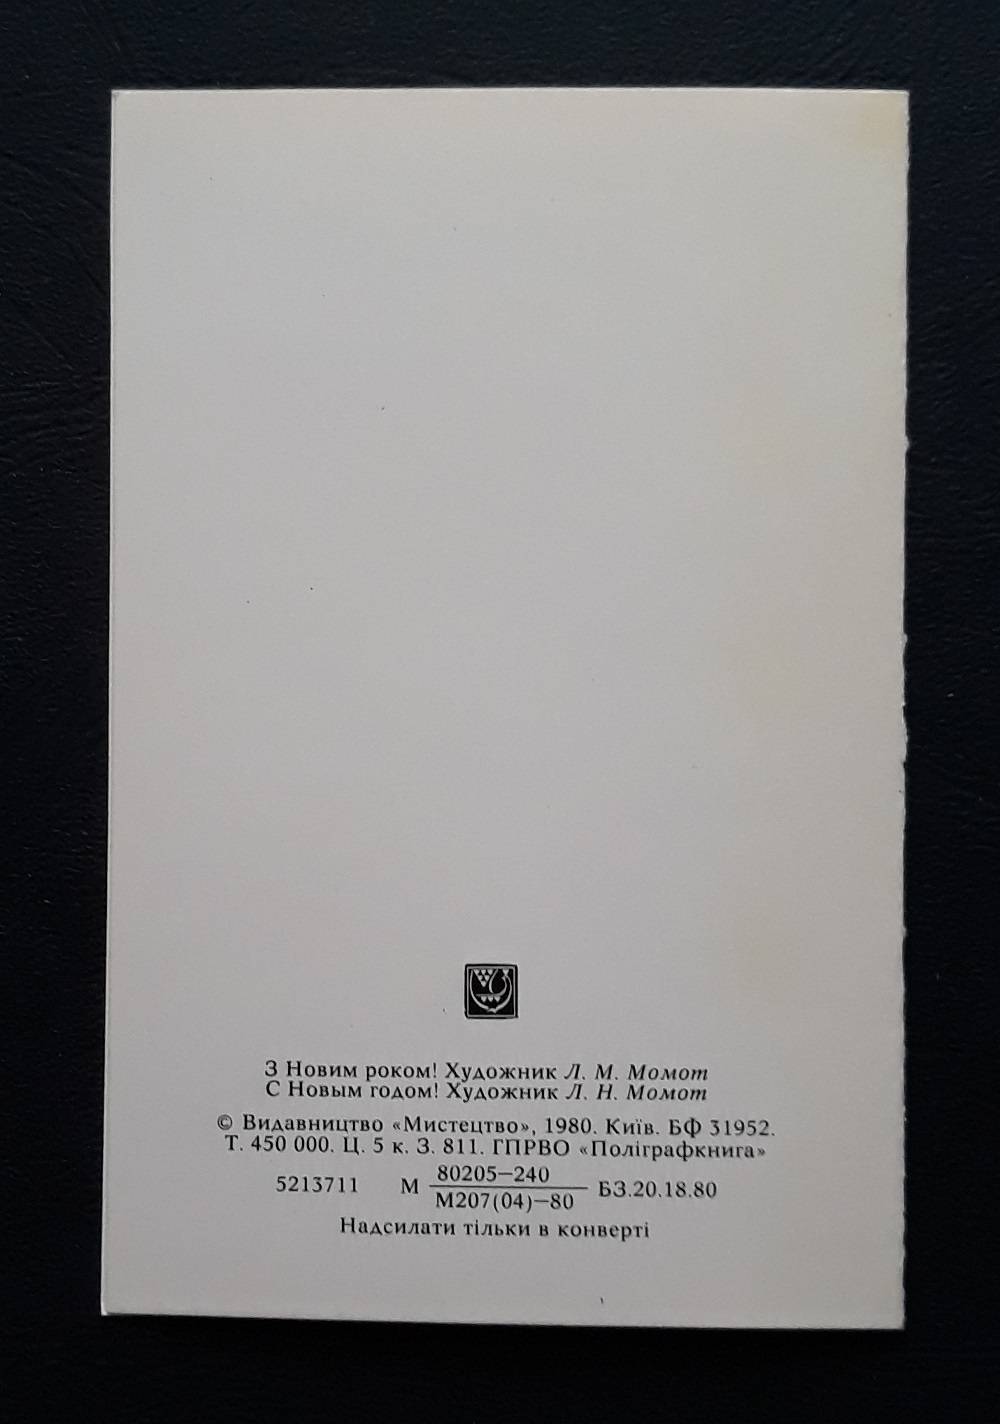 З Новим роком! Художник Л. М. Момот
С Новым годом! Художник Л. Н. Момот
© Видавництво «Мистецтво», 1980. Київ. БФ 31952.
Т. 450 000. Ц. 5 к. З. 811. ГПРВО «Поліграфкнига»
80205—240
5213711 М БЗ.20.18.80
М207(04)—80
Надсилати тільки в конверті